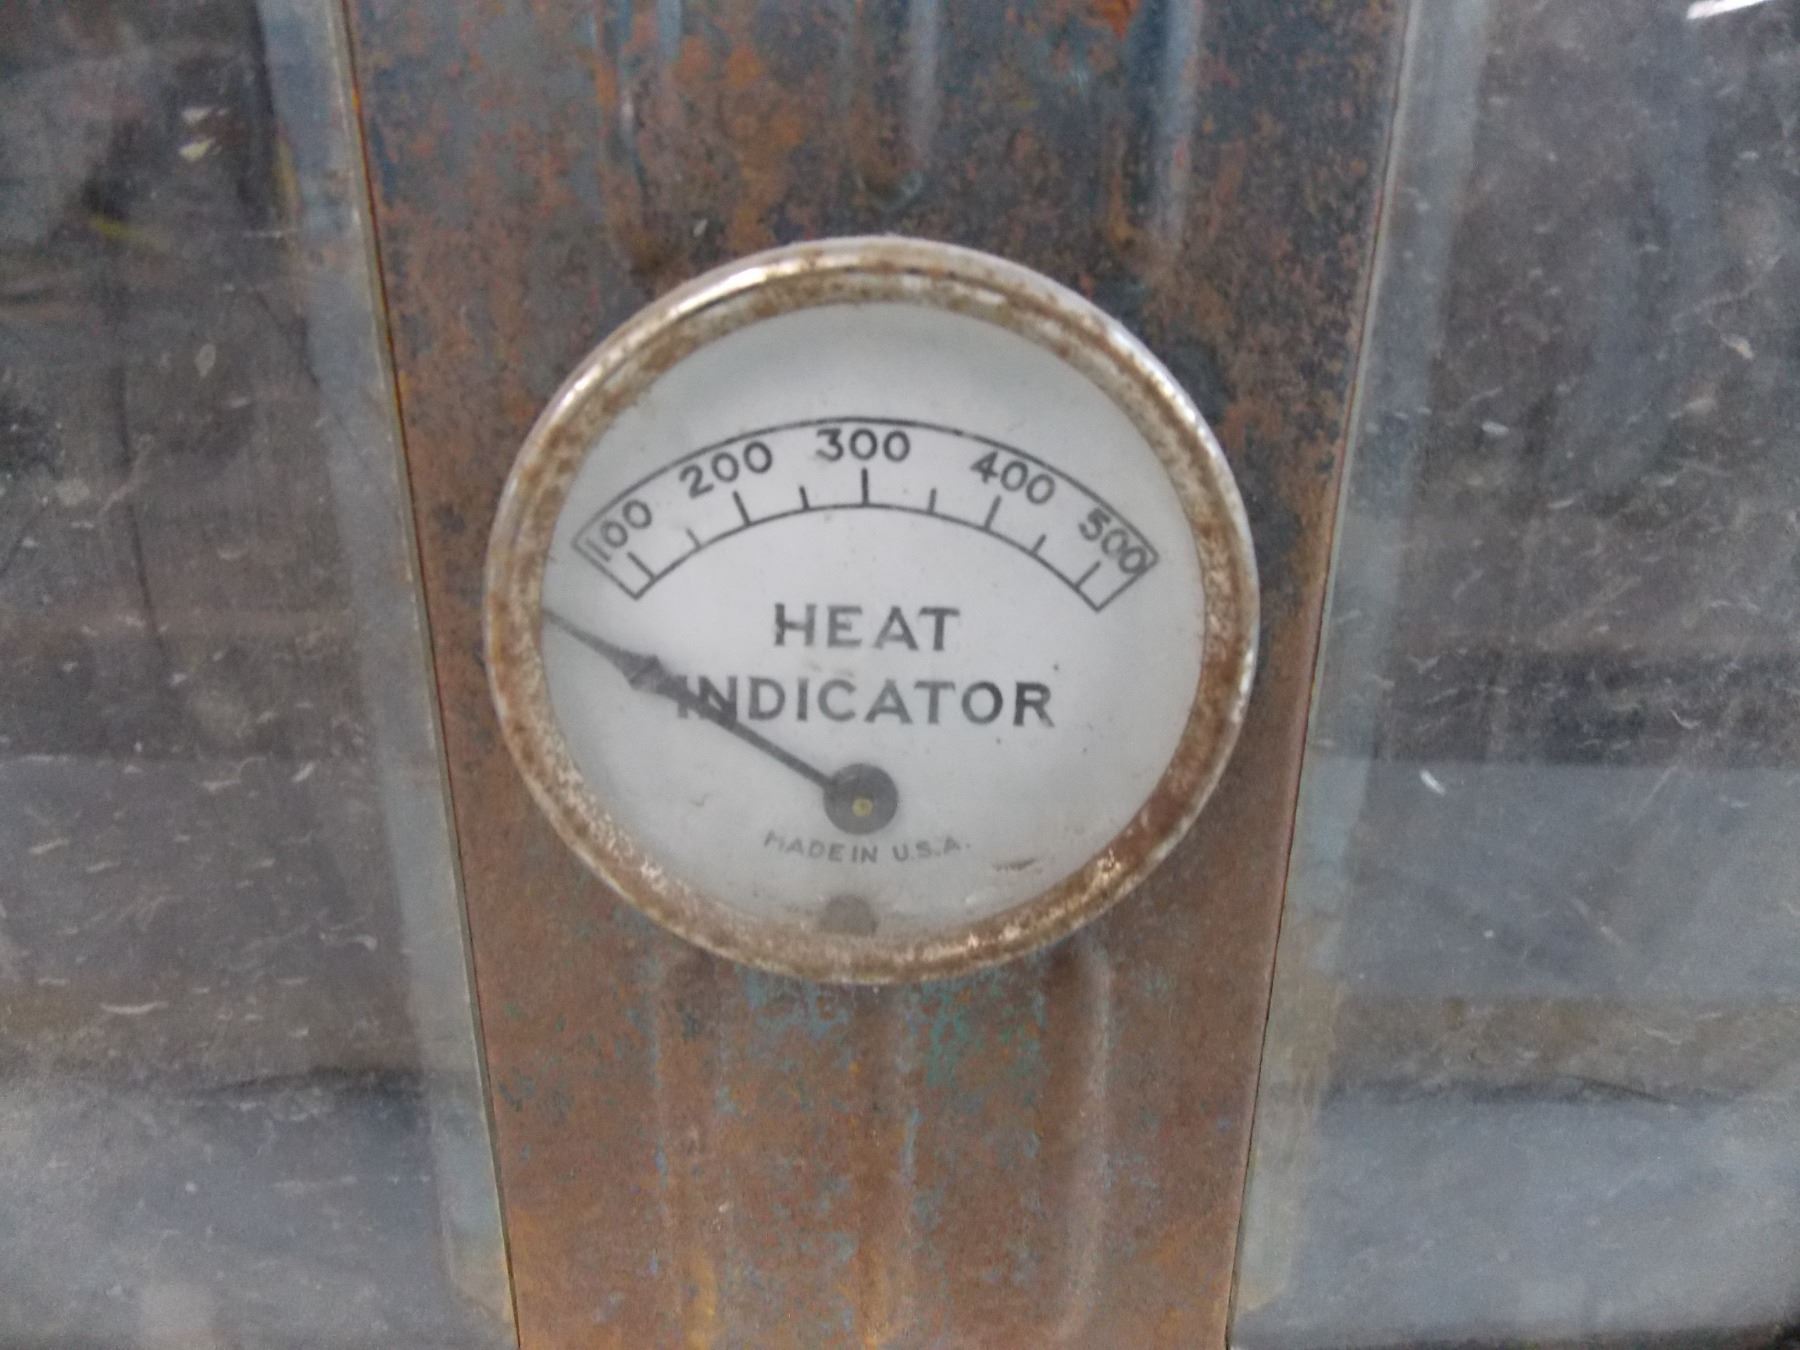 100 200 300 400 500
HEAT
INDICATOR
MADE IN U.S.A.